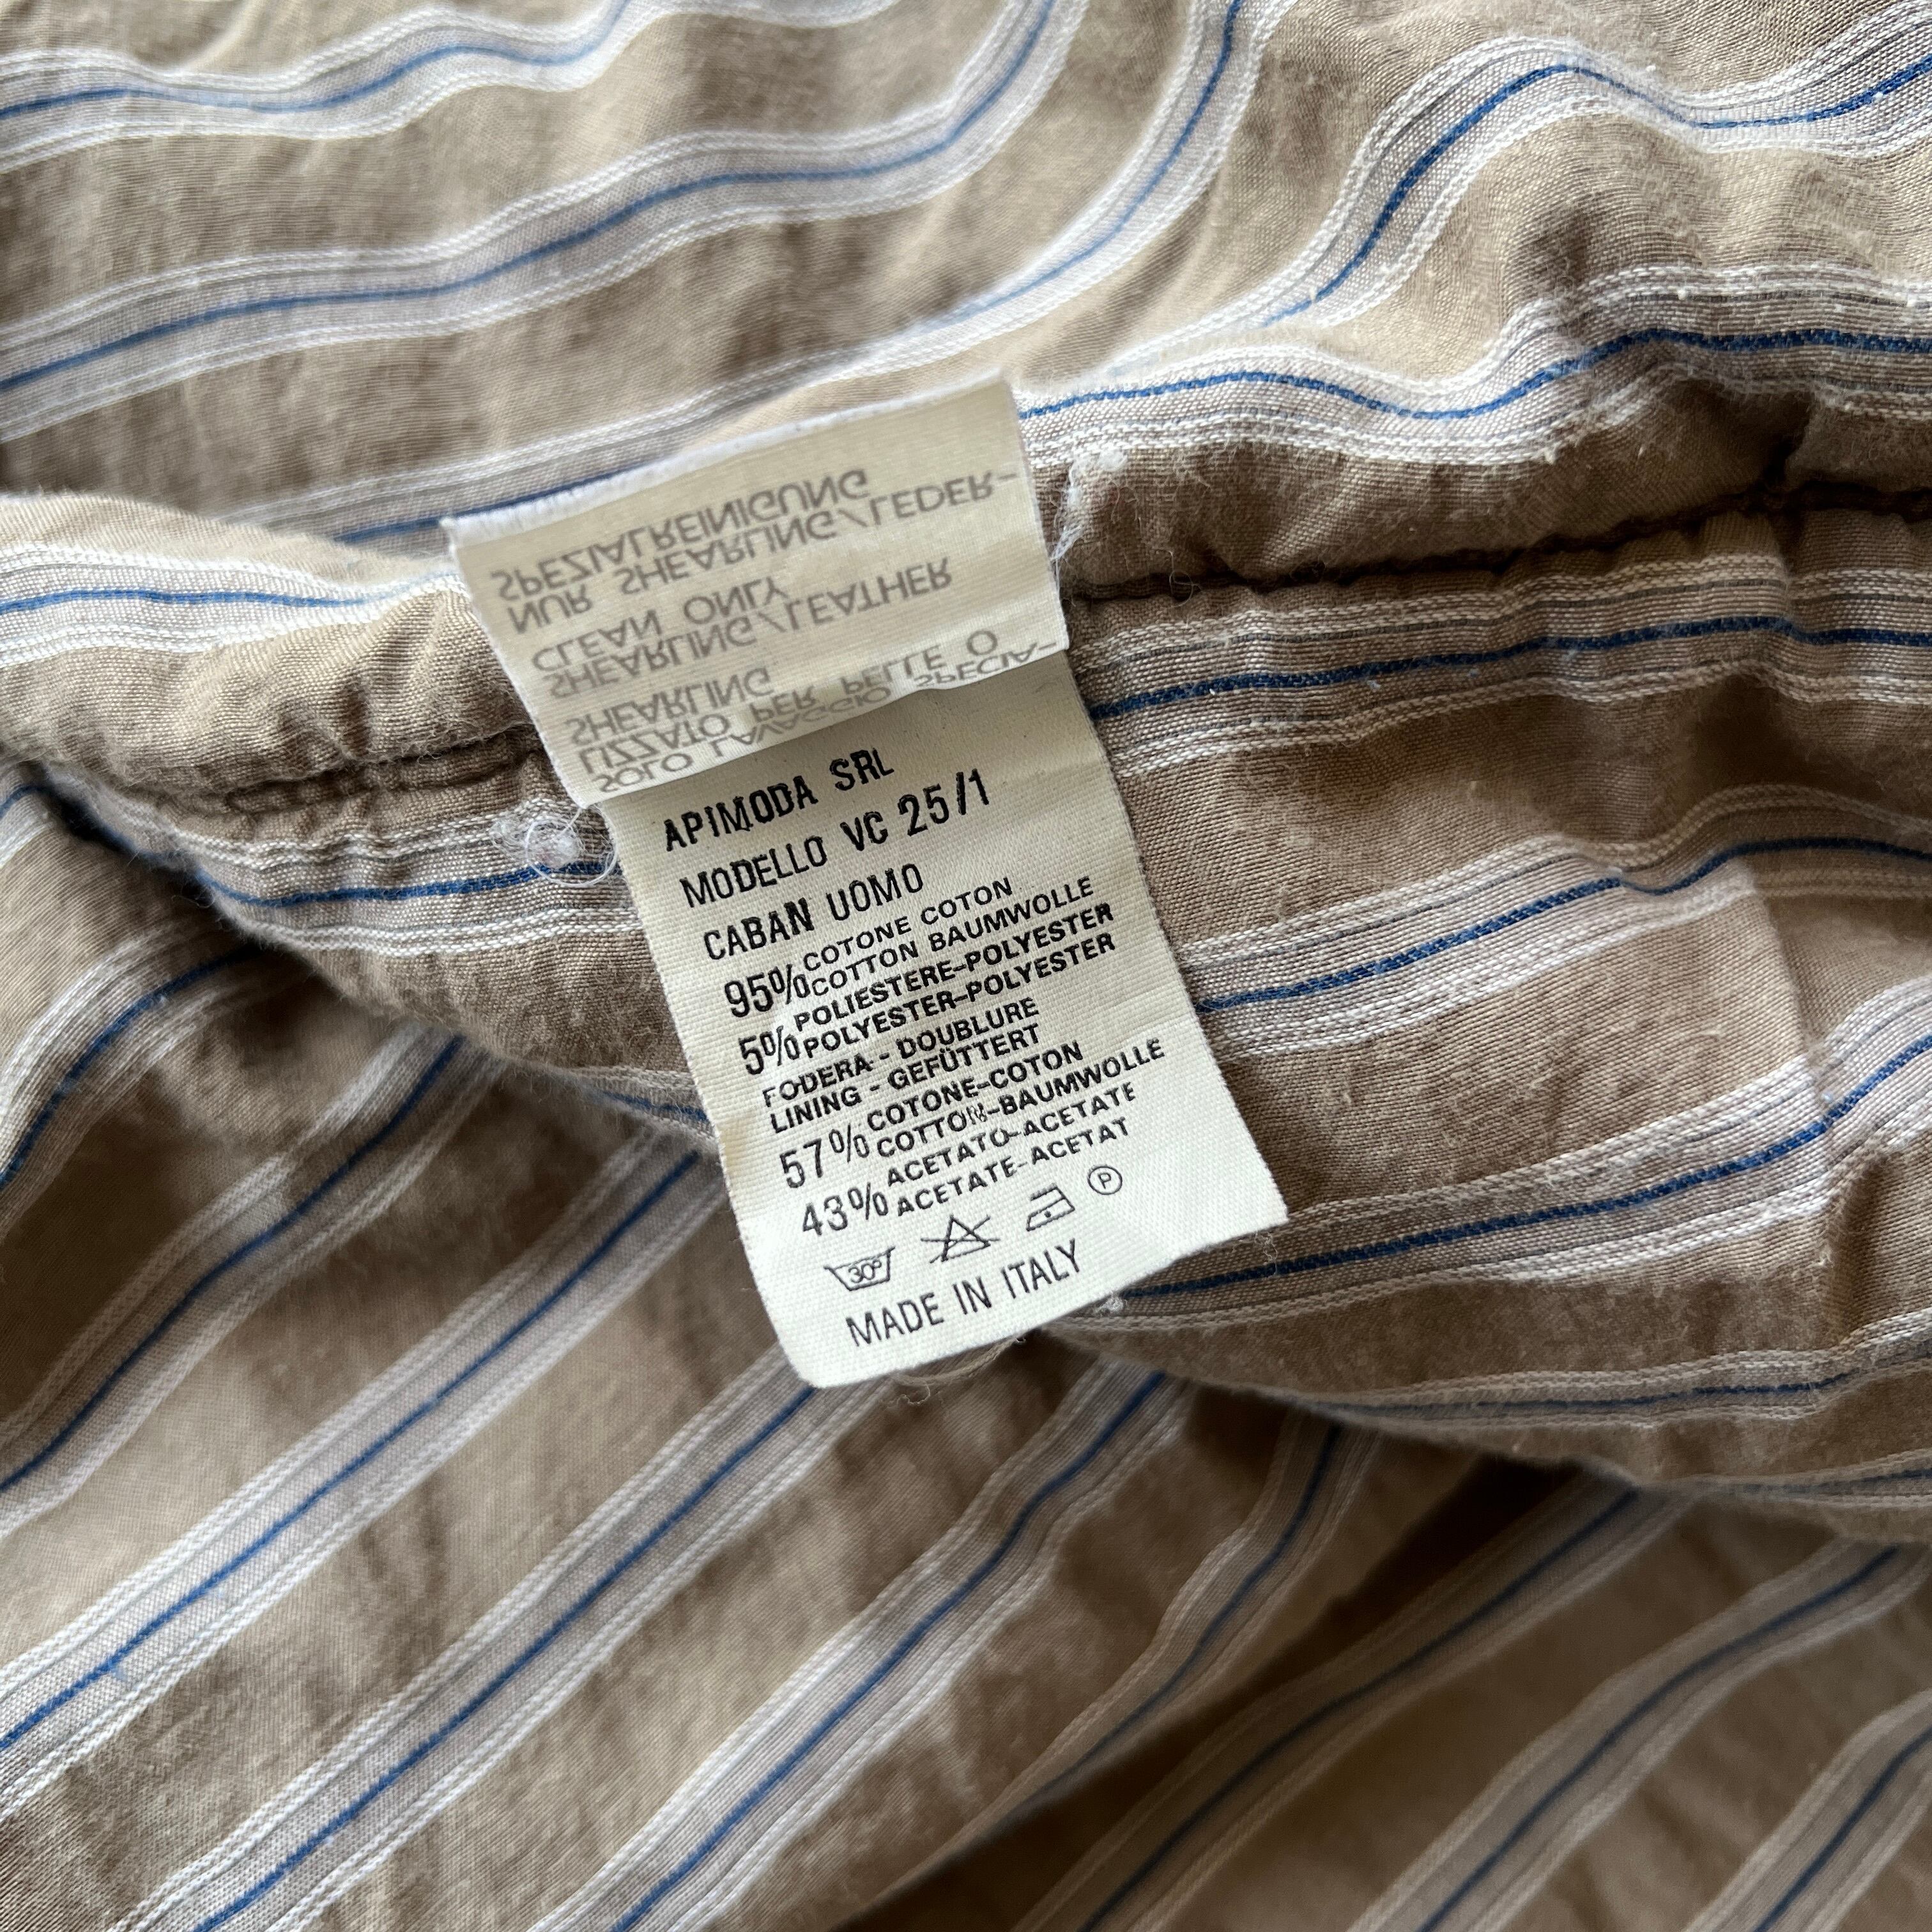 SOLO LAVAGGIO SPECIA-
LIZZATO PER PELLE O
SHEARLING.
SHEARLING/LEATHER
CLEAN ONLY
NUR SHEARLING/LEDER-
SPEZIALREINIGUNG
APIMODA SRL
MODELLO VC 25/1
CABAN UOMO
95% COTONE COTON
COTTON BAUMWOLLE
5% POLIESTERE-POLYESTER
POLYESTER-POLYESTER
FODERA - DOUBLURE
LINING - GEFÜTTERT
57% COTONE-COTON
COTTON-BAUMWOLLE
43% ACETATO-ACETATE
ACETATE-ACETAT
30° P
MADE IN ITALY